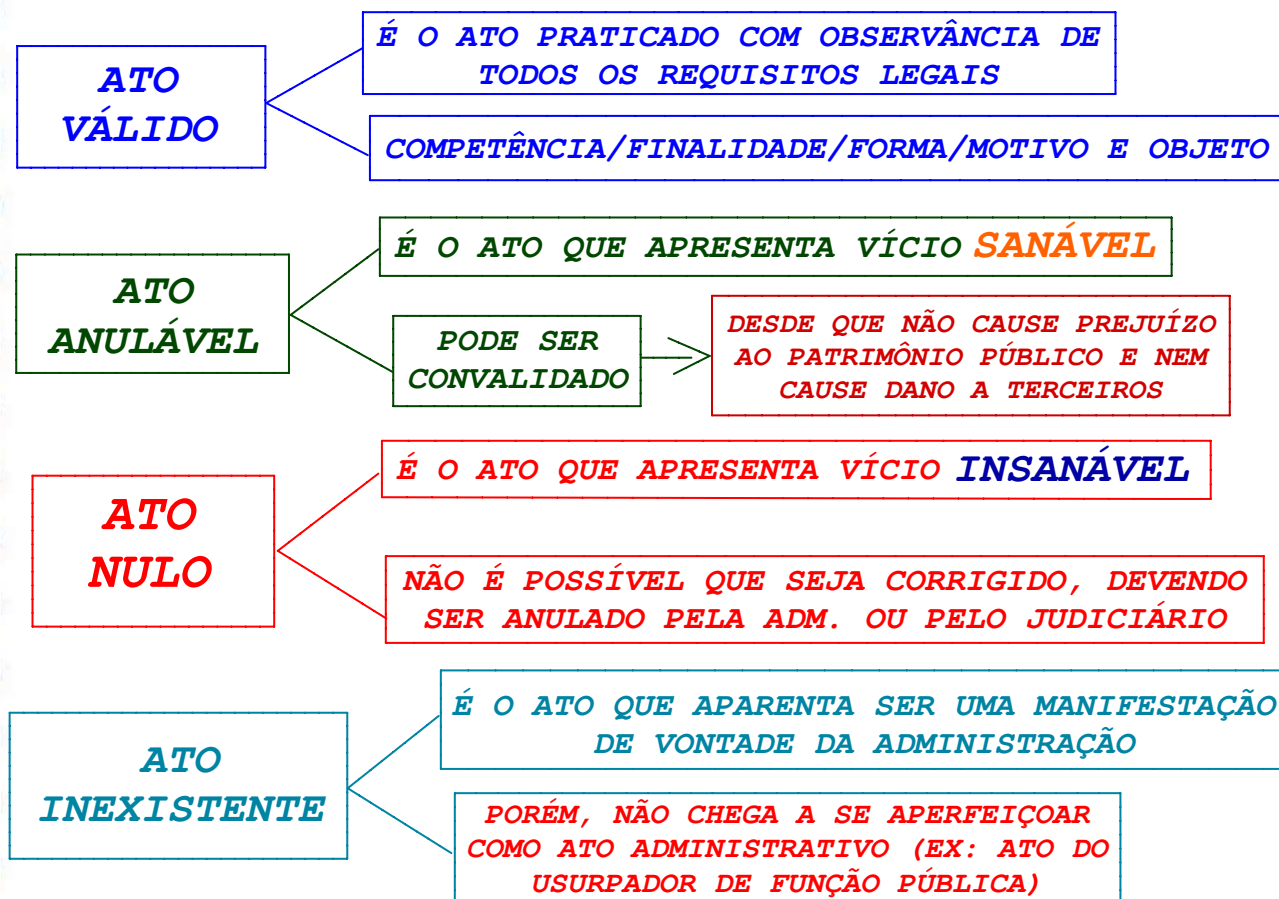 ATO
VÁLIDO
É O ATO PRATICADO COM OBSERVÂNCIA DE
TODOS OS REQUISITOS LEGAIS
COMPETÊNCIA/FINALIDADE/FORMA/MOTIVO E OBJETO
ATO
ANULÁVEL
É O ATO QUE APRESENTA VÍCIO SANÁVEL
PODE SER
CONVALIDADO
DESDE QUE NÃO CAUSE PREJUÍZO
AO PATRIMÔNIO PÚBLICO E NEM
CAUSE DANO A TERCEIROS
ATO
NULO
É O ATO QUE APRESENTA VÍCIO INSANÁVEL
NÃO É POSSÍVEL QUE SEJA CORRIGIDO, DEVENDO
SER ANULADO PELA ADM. OU PELO JUDICIÁRIO
ATO
INEXISTENTE
É O ATO QUE APARENTA SER UMA MANIFESTAÇÃO
DE VONTADE DA ADMINISTRAÇÃO
PORÉM, NÃO CHEGA A SE APERFEIÇOAR
COMO ATO ADMINISTRATIVO (EX: ATO DO
USURPADOR DE FUNÇÃO PÚBLICA)